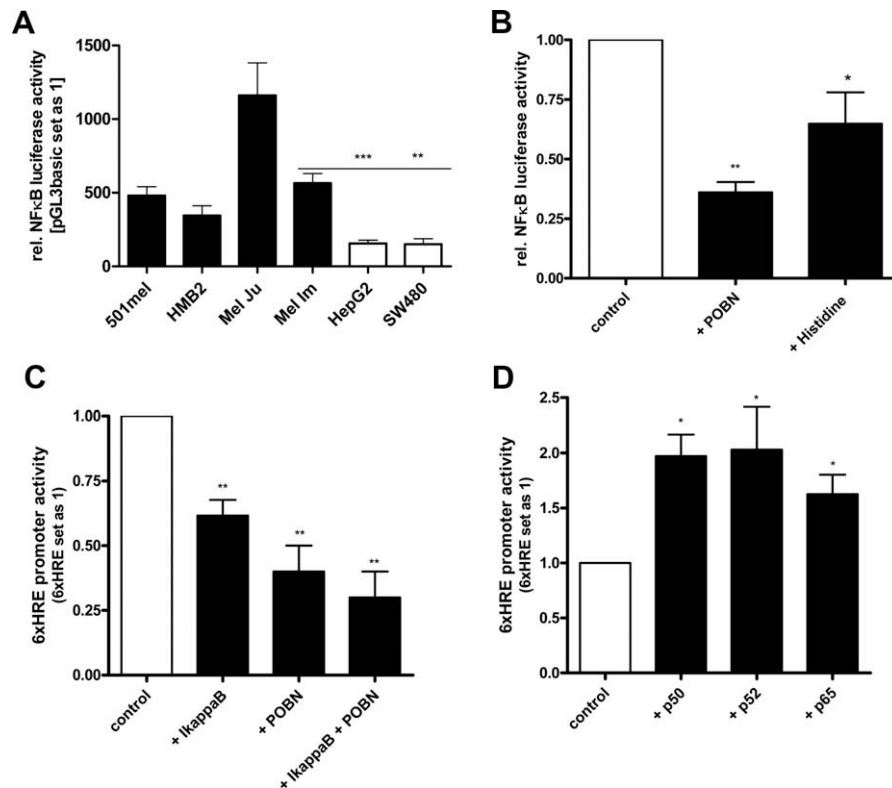 A
rel. NFκB luciferase activity
[pGL3basic set as 1]
1500
1000
500
0
***
**
501mel
HMB2
Mel Ju
Mel Im
HepG2
SW480
B
rel. NFκB luciferase activity
1.00
0.75
0.50
0.25
0.00
**
*
control
+ POBN
+ Histidine
C
6xHRE promoter activity
(6xHRE set as 1)
1.00
0.75
0.50
0.25
0.00
**
**
**
control
+ IkappaB
+ POBN
+ IkappaB + POBN
D
6xHRE promoter activity
(6xHRE set as 1)
2.5
2.0
1.5
1.0
0.5
0.0
*
*
*
control
+ p50
+ p52
+ p65